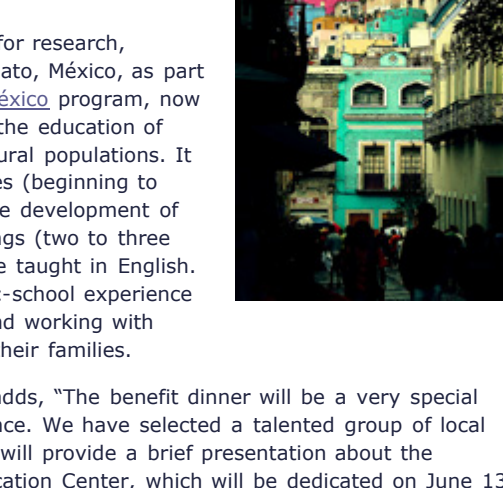 for research,
ato, México, as part
éxico program, now
the education of
ural populations. It
es (beginning to
e development of
ngs (two to three
e taught in English.
-school experience
nd working with
heir families.
adds, “The benefit dinner will be a very special
nce. We have selected a talented group of local
will provide a brief presentation about the
cation Center, which will be dedicated on June 13